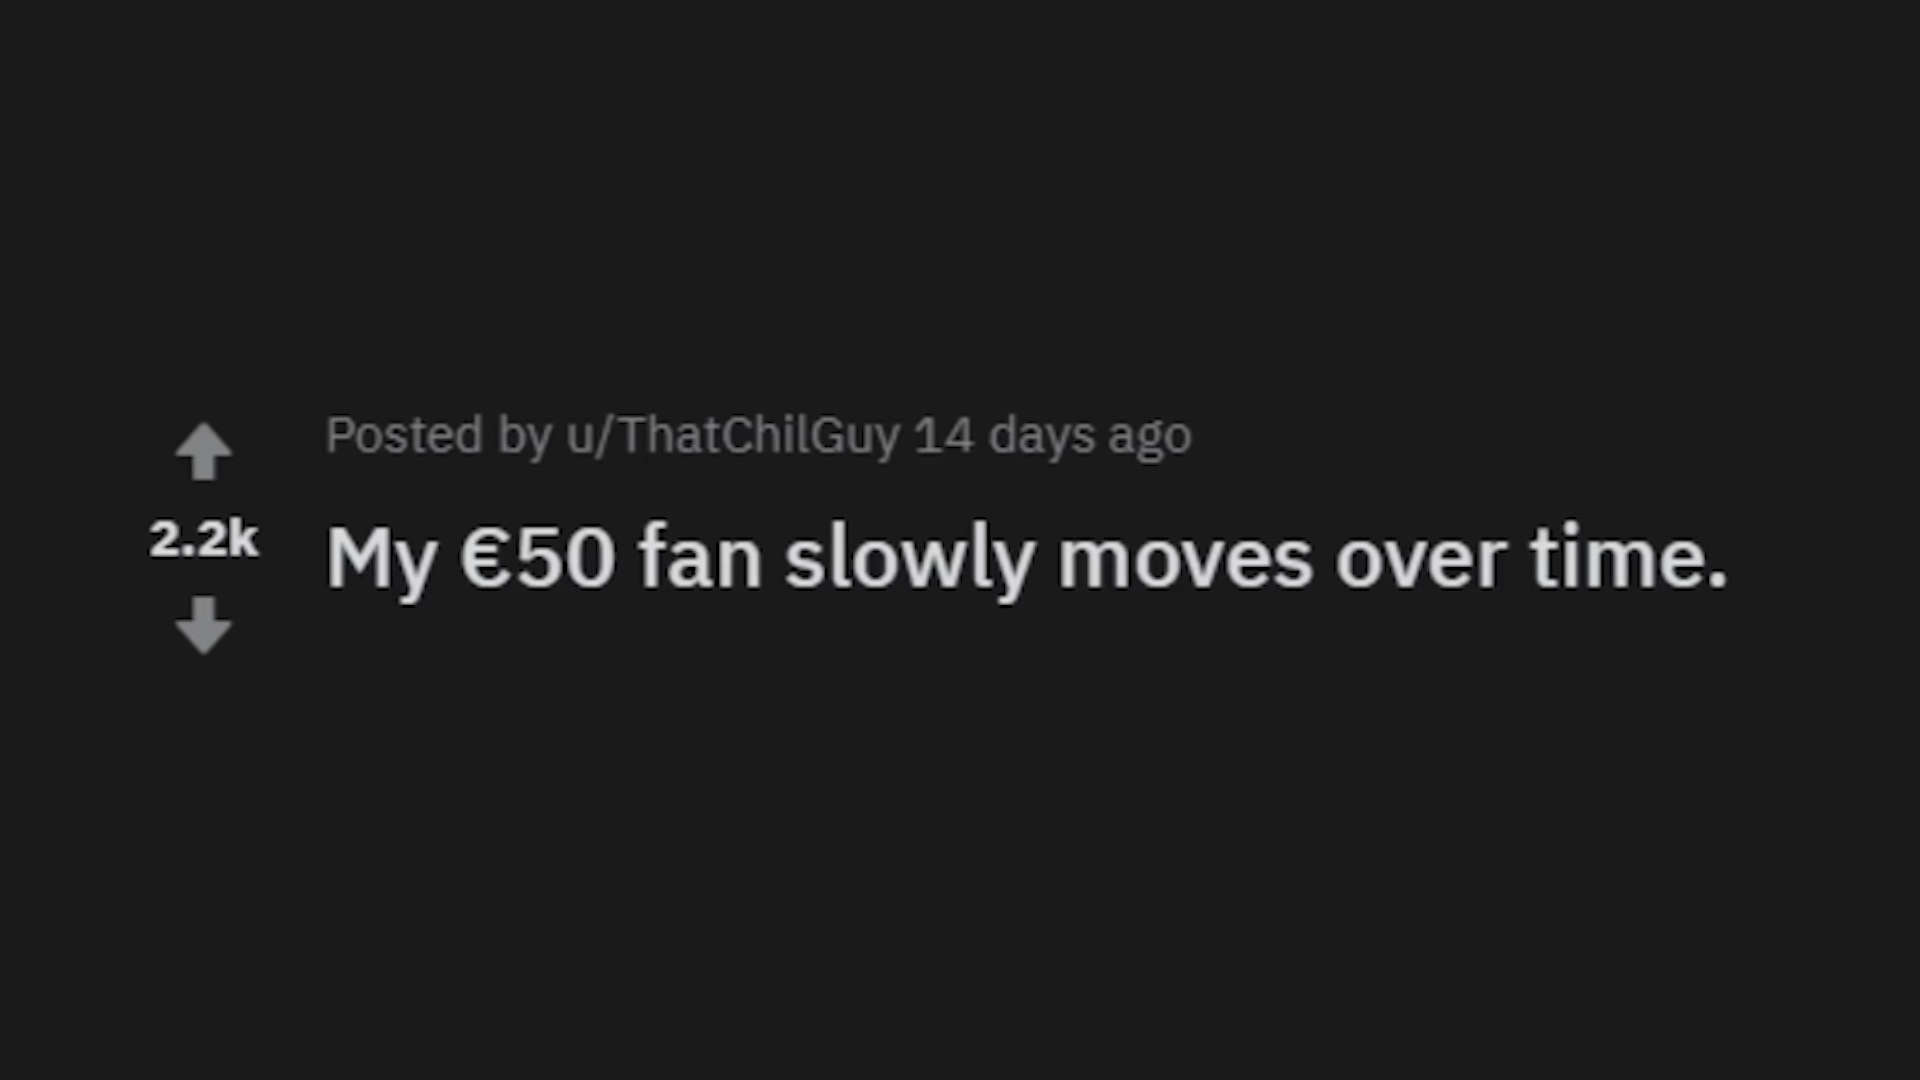 Posted by u/ThatChilGuy 14 days ago
2.2k
My €50 fan slowly moves over time.